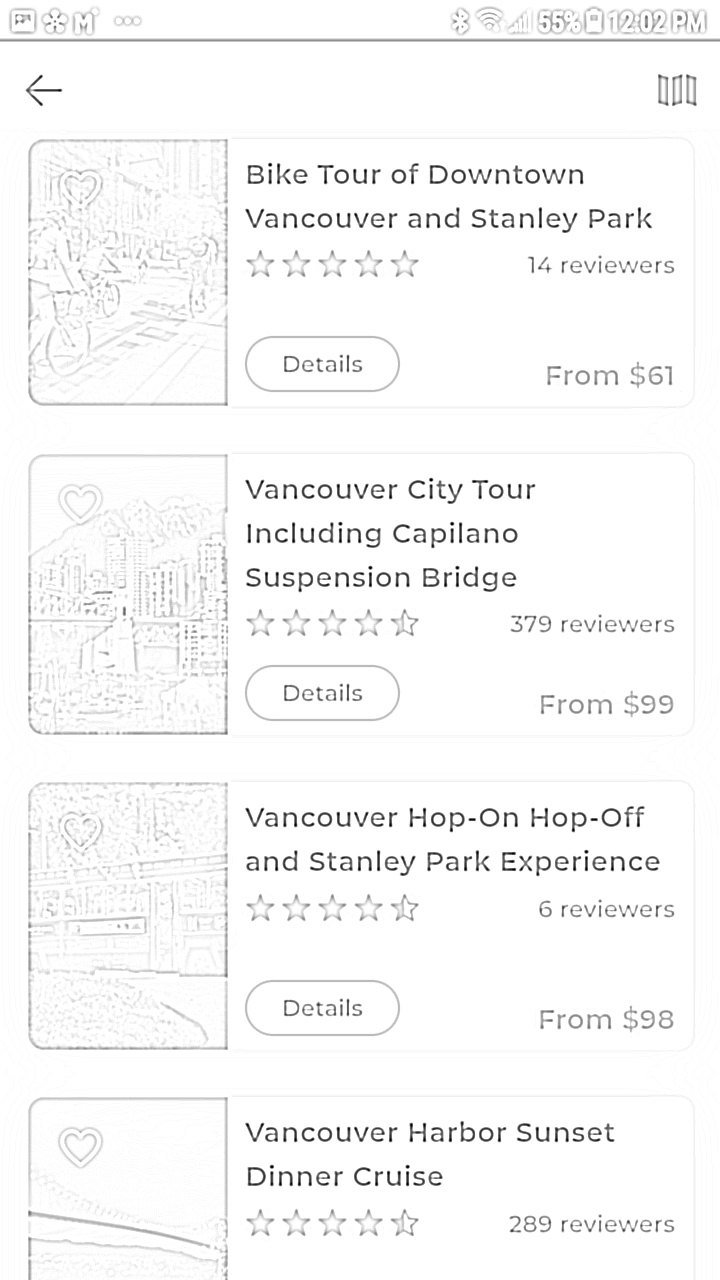 55% 12:02 PM
Bike Tour of Downtown
Vancouver and Stanley Park
14 reviewers
Details
From $61
Vancouver City Tour
Including Capilano
Suspension Bridge
379 reviewers
Details
From $99
Vancouver Hop-On Hop-Off
and Stanley Park Experience
6 reviewers
Details
From $98
Vancouver Harbor Sunset
Dinner Cruise
289 reviewers